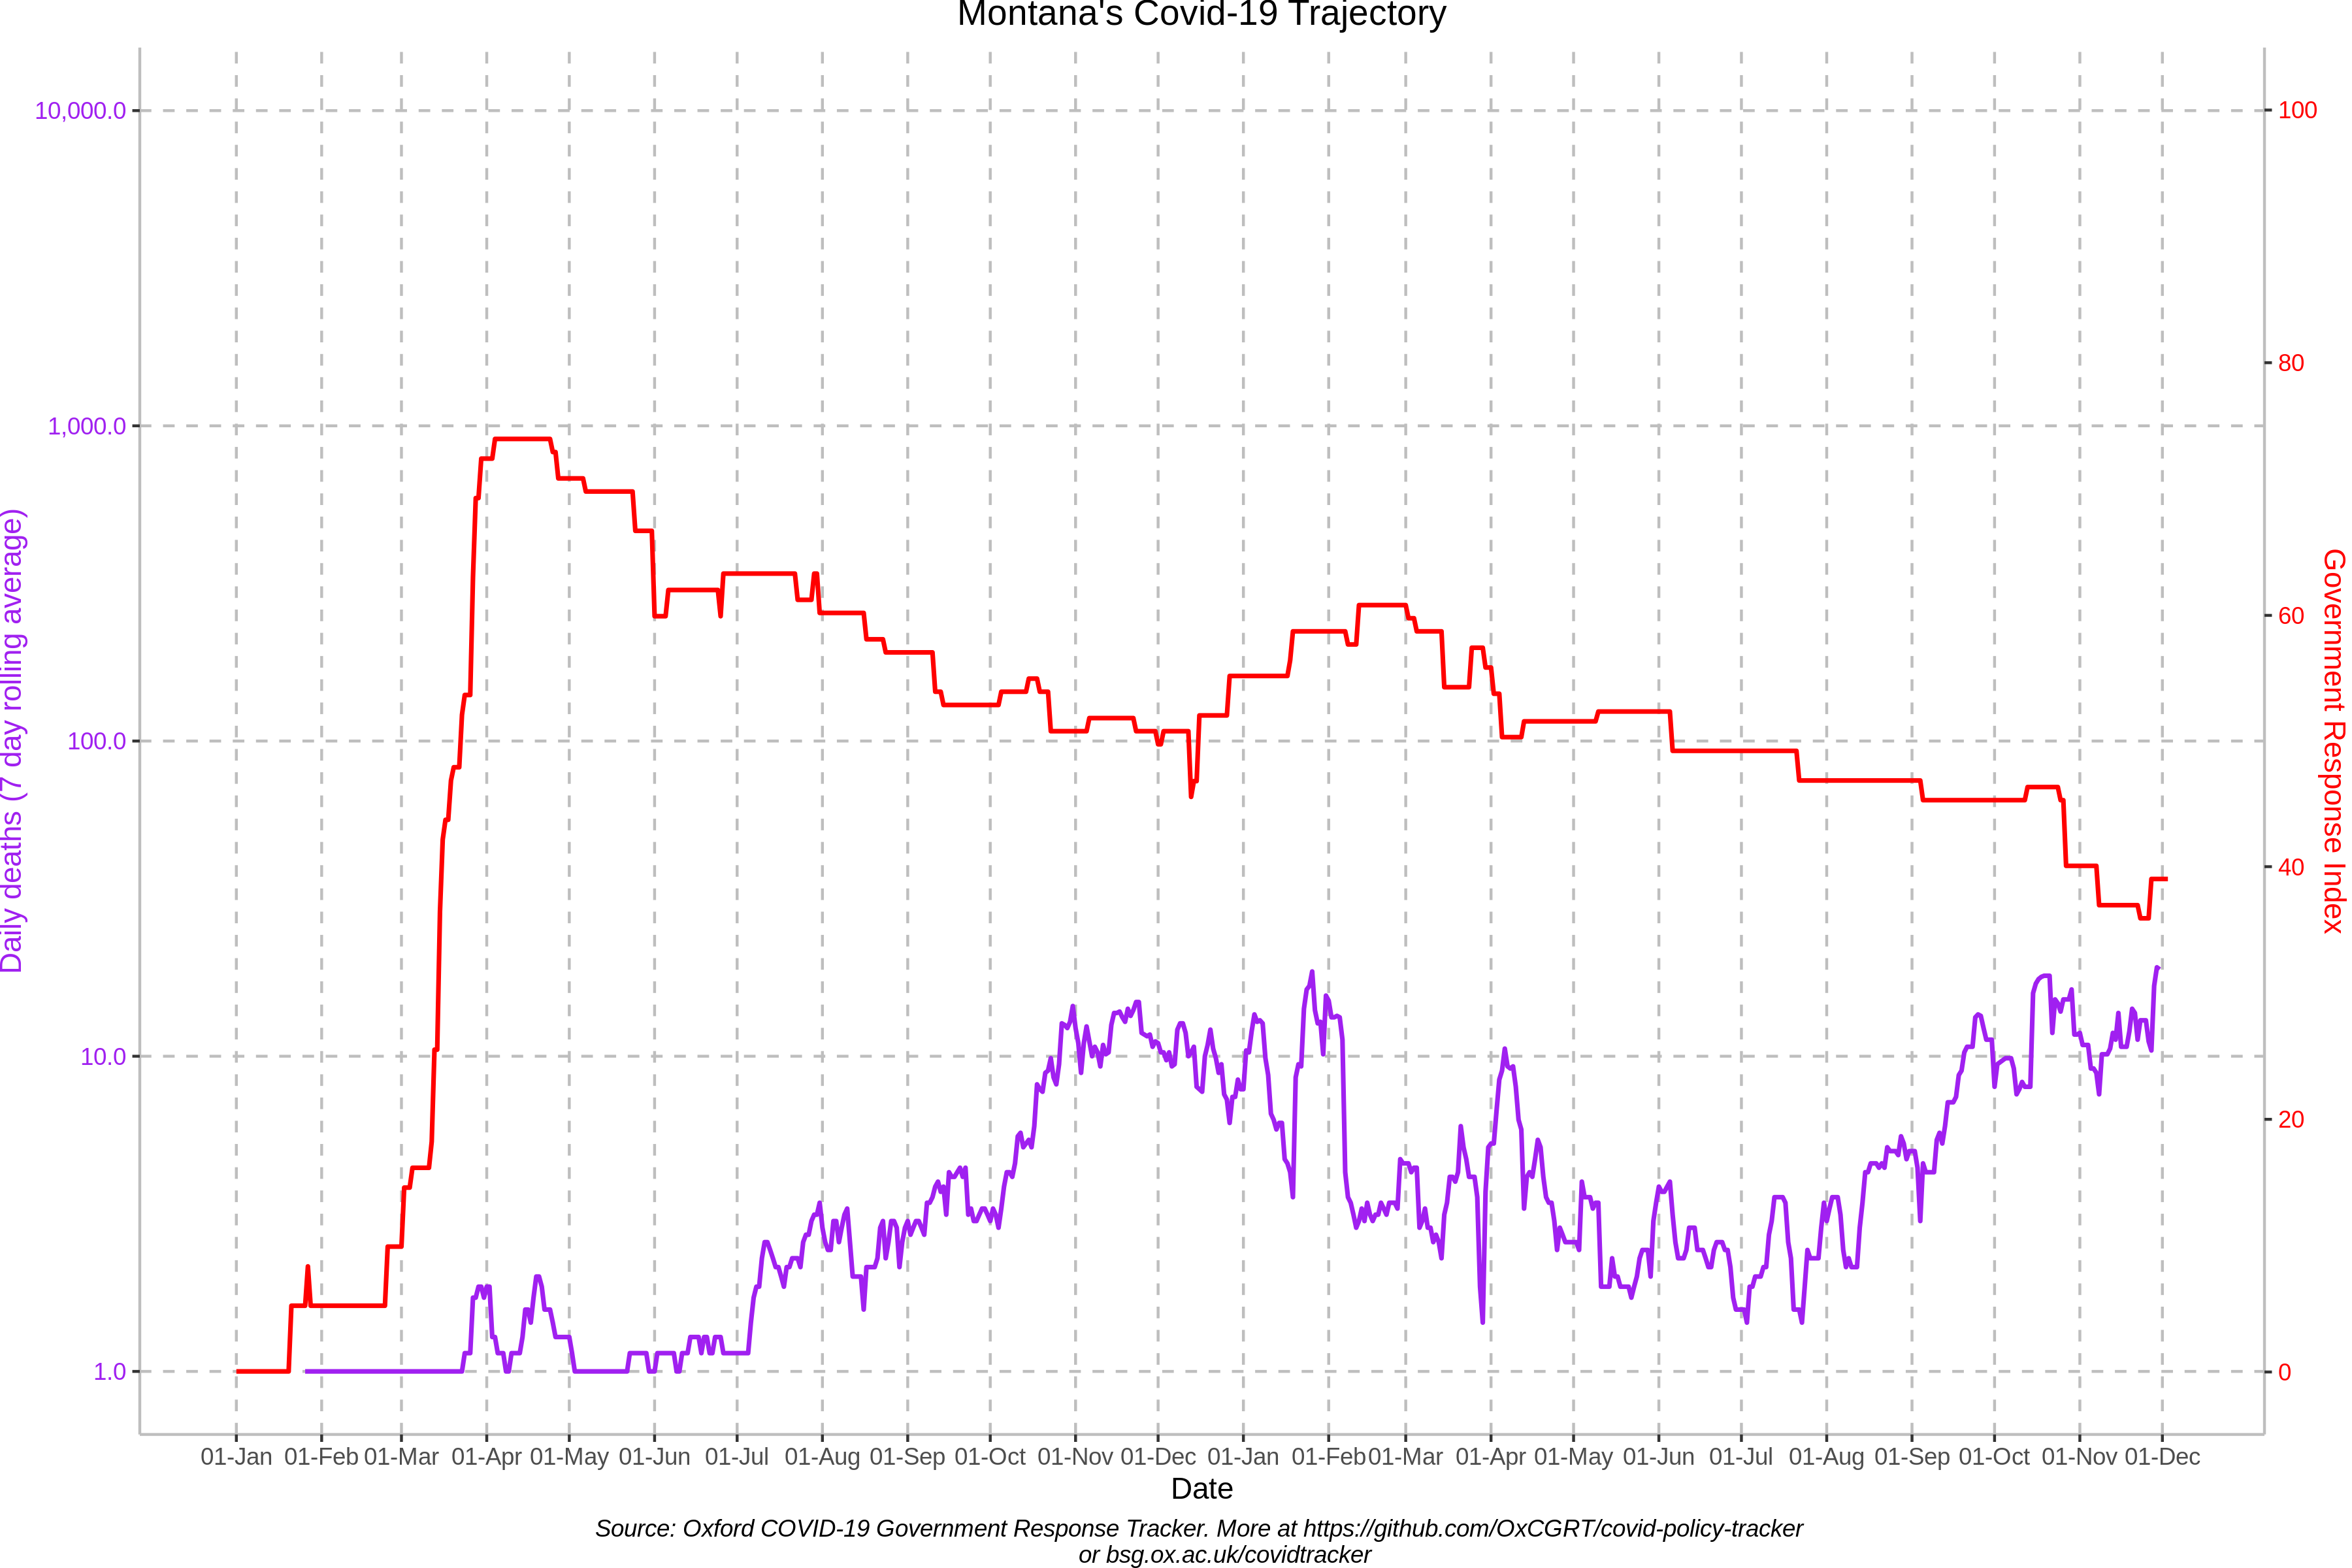 Montana's Covid-19 Trajectory
10,000.0
1,000.0
100.0
10.0
1.0
Daily deaths (7 day rolling average)
100
80
60
40
20
0
Government Response Index
01-Jan 01-Feb 01-Mar 01-Apr 01-May 01-Jun 01-Jul 01-Aug 01-Sep 01-Oct 01-Nov 01-Dec 01-Jan 01-Feb 01-Mar 01-Apr 01-May 01-Jun 01-Jul 01-Aug 01-Sep 01-Oct 01-Nov 01-Dec
Date
Source: Oxford COVID-19 Government Response Tracker. More at https://github.com/OxCGRT/covid-policy-tracker
or bsg.ox.ac.uk/covidtracker